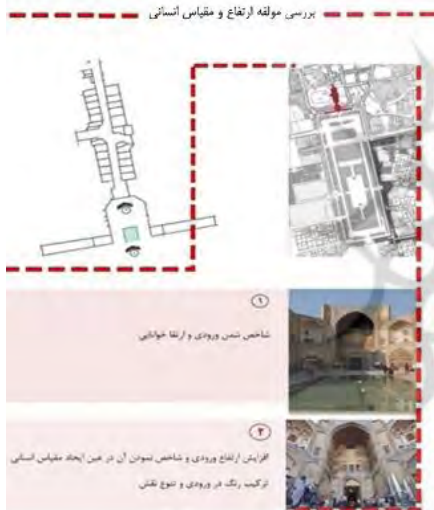 بررسی مولفه ارتفاع و مقیاس انسانی
۱
شاخص شدن ورودی و ارتقا خوانایی
۲
افزایش ارتفاع ورودی و شاخص نمودن آن در عین ایجاد مقیاس انسانی
ترکیب رنگ در ورودی و تنوع نقش